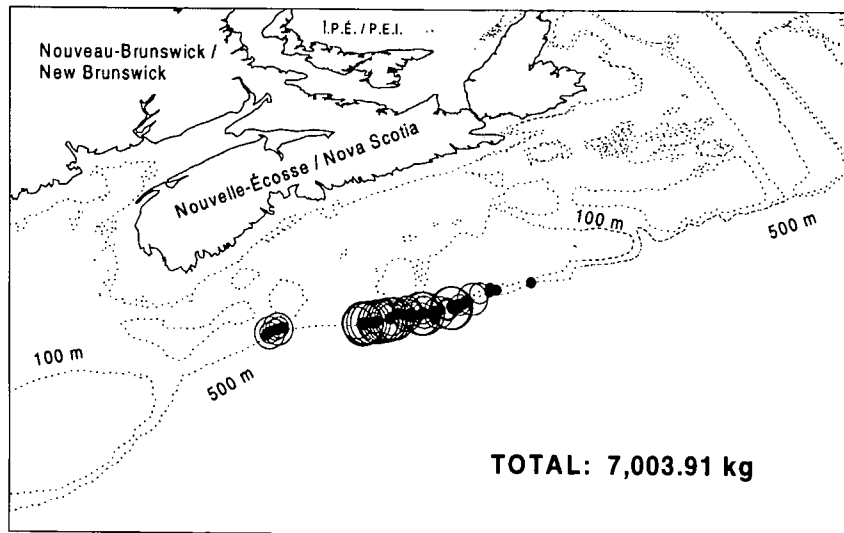 Î.P.É. / P.E.I.
Nouveau-Brunswick /
New Brunswick
Nouvelle-Écosse / Nova Scotia
100 m
500 m
100 m
500 m
TOTAL: 7,003.91 kg